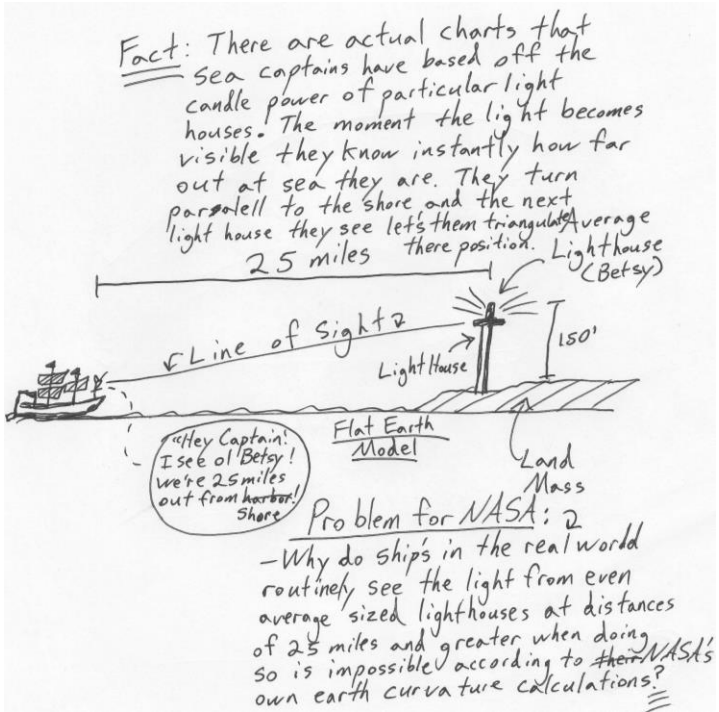 Fact: There are actual charts that
sea captains have based off the
candle power of particular light
houses. The moment the light becomes
visible they know instantly how far
out at sea they are. They turn
paralell to the shore and the next
light house they see let's them triangulate
there position.
Average
Lighthouse
(Betsy)
25 miles
Line of Sight
Light House
150'
"Hey Captain!
I see ol Betsy!
we're 25 miles
out from harbor!
Shore
Flat Earth
Model
Land
Mass
Problem for NASA:
-Why do ship's in the real world
routinely see the light from even
average sized lighthouses at distances
of 25 miles and greater when doing
so is impossible according to their NASA's
own earth curvature calculations?